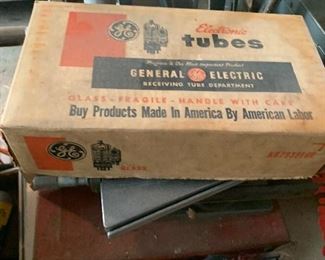 GE
Electronic
tubes
Progress Is Our Most Important Product
GENERAL GE ELECTRIC
RECEIVING TUBE DEPARTMENT
GLASS - FRAGILE - HANDLE WITH CARE
Buy Products Made in America By American Labor
GE
GLASS